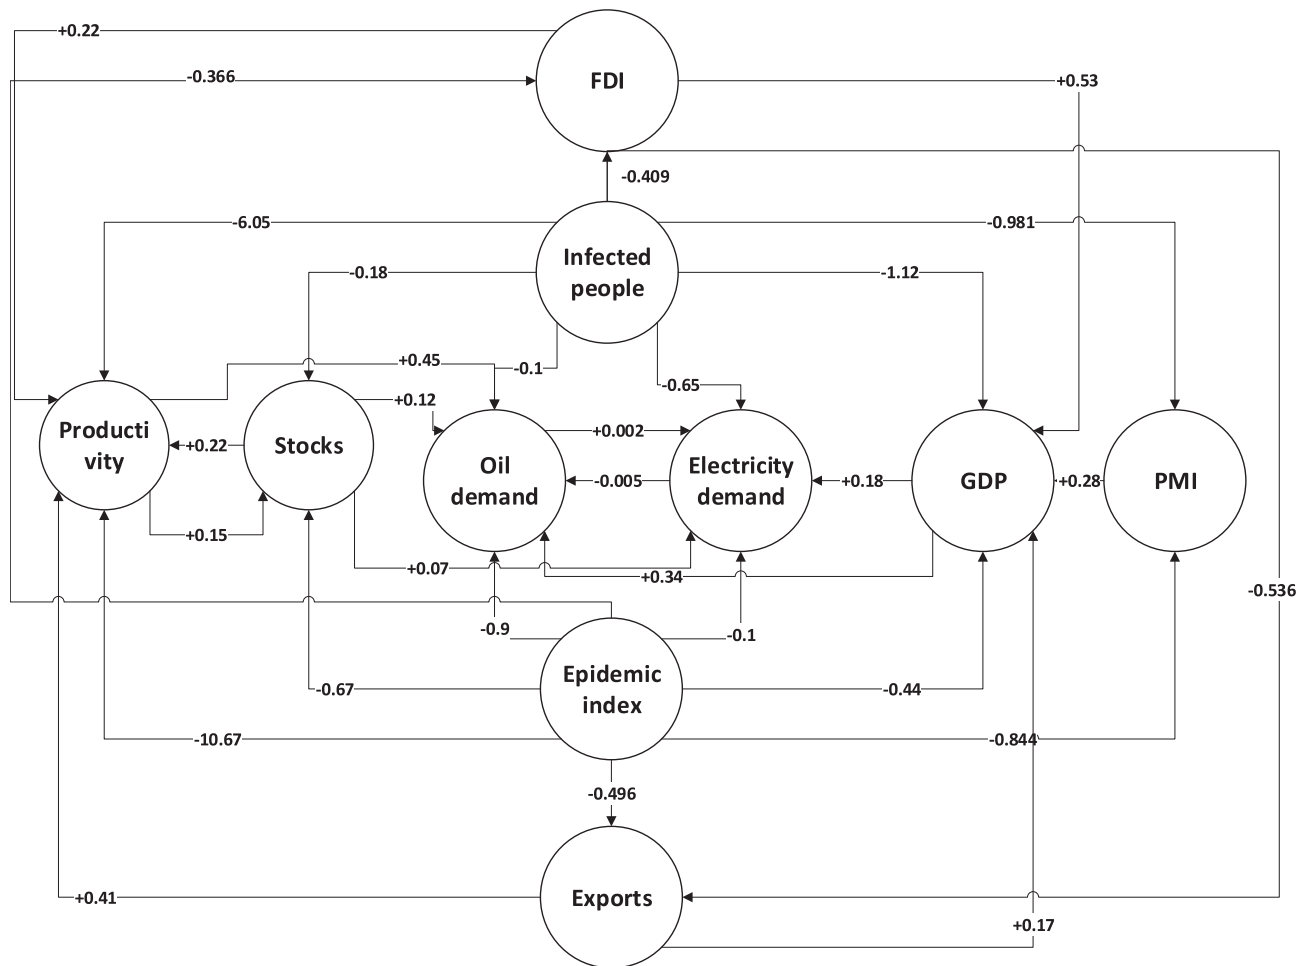 +0.22
-0.366
FDI
+0.53
-0.409
-6.05
-0.981
Infected
people
-0.18
-1.12
+0.45
-0.1
-0.65
+0.12
Producti
vity
+0.22
Stocks
Oil
demand
+0.002
-0.005
Electricity
demand
+0.18
GDP
+0.28
PMI
+0.15
+0.07
+0.34
-0.536
-0.9
-0.1
Epidemic
index
-0.67
-0.44
-10.67
-0.844
-0.496
+0.41
Exports
+0.17